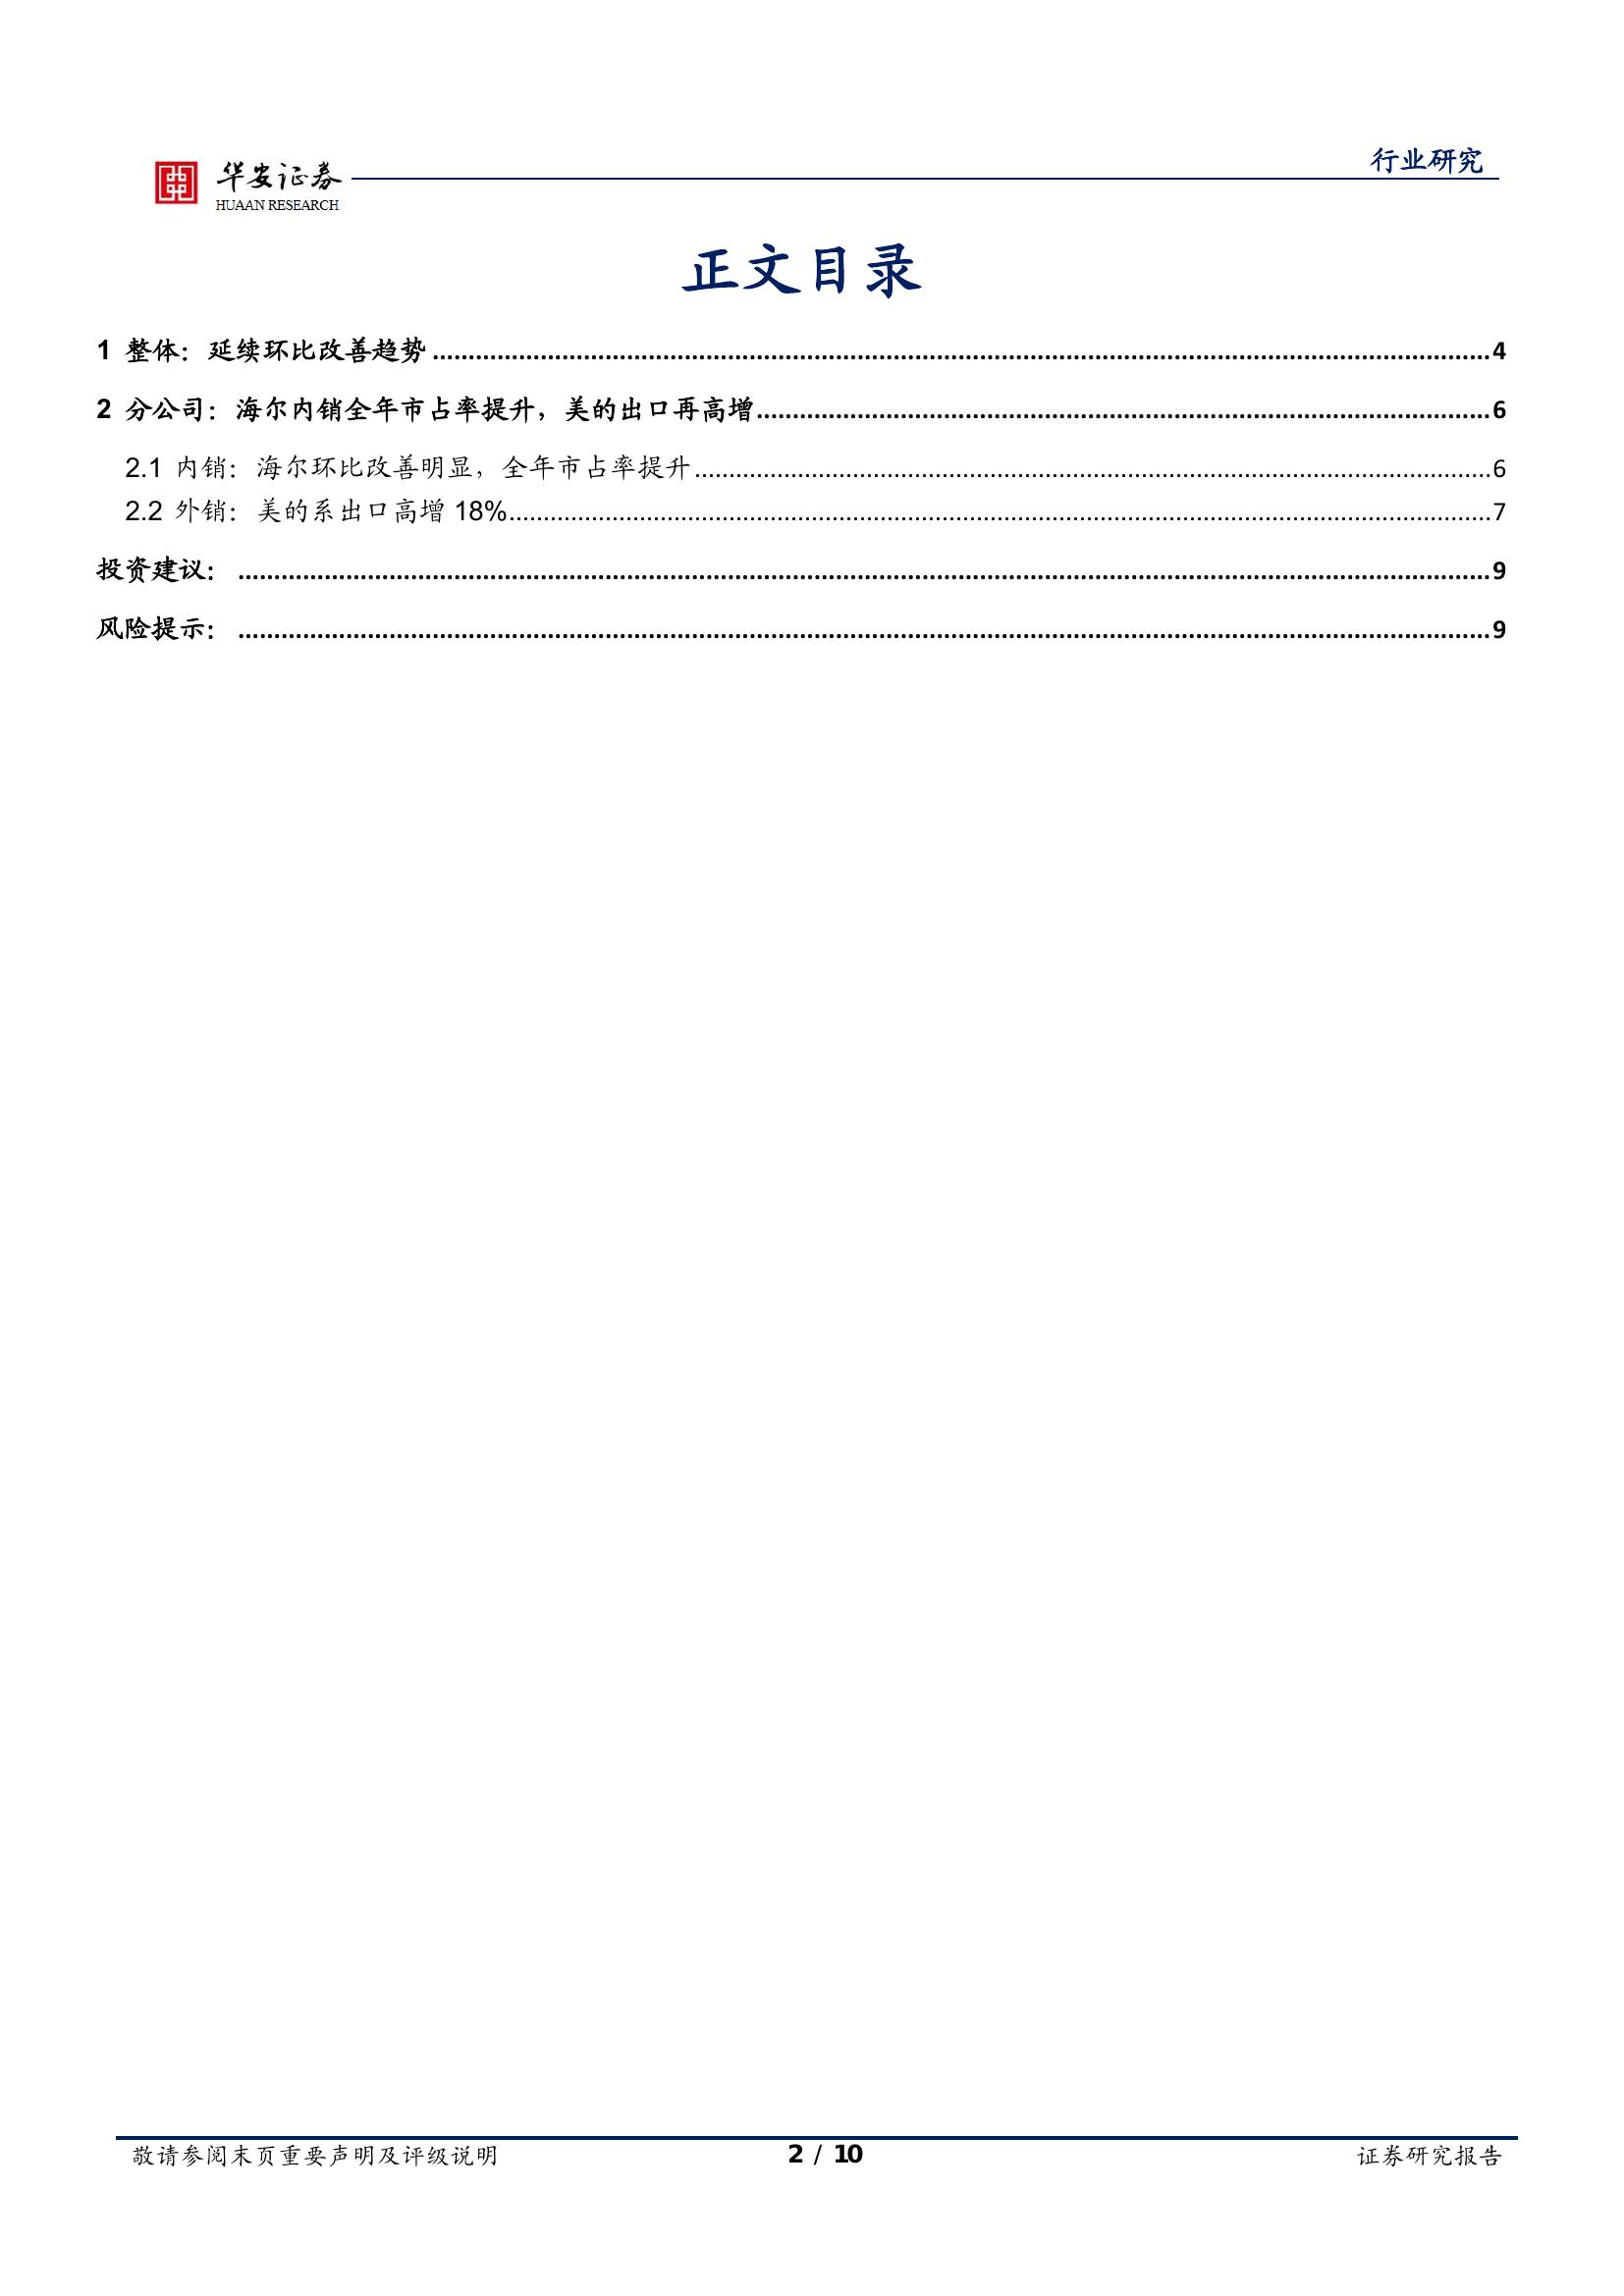 行业研究
华安证券
HUAAN RESEARCH
正文目录
1 整体：延续环比改善趋势 ........................................ 4
2 分公司：海尔内销全年市占率提升，美的出口再高增 ........................................ 6
2.1 内销：海尔环比改善明显，全年市占率提升 ........................................ 6
2.2 外销：美的系出口高增 18% ........................................ 7
投资建议： ........................................ 9
风险提示： ........................................ 9
敬请参阅末页重要声明及评级说明 2 / 10 证券研究报告